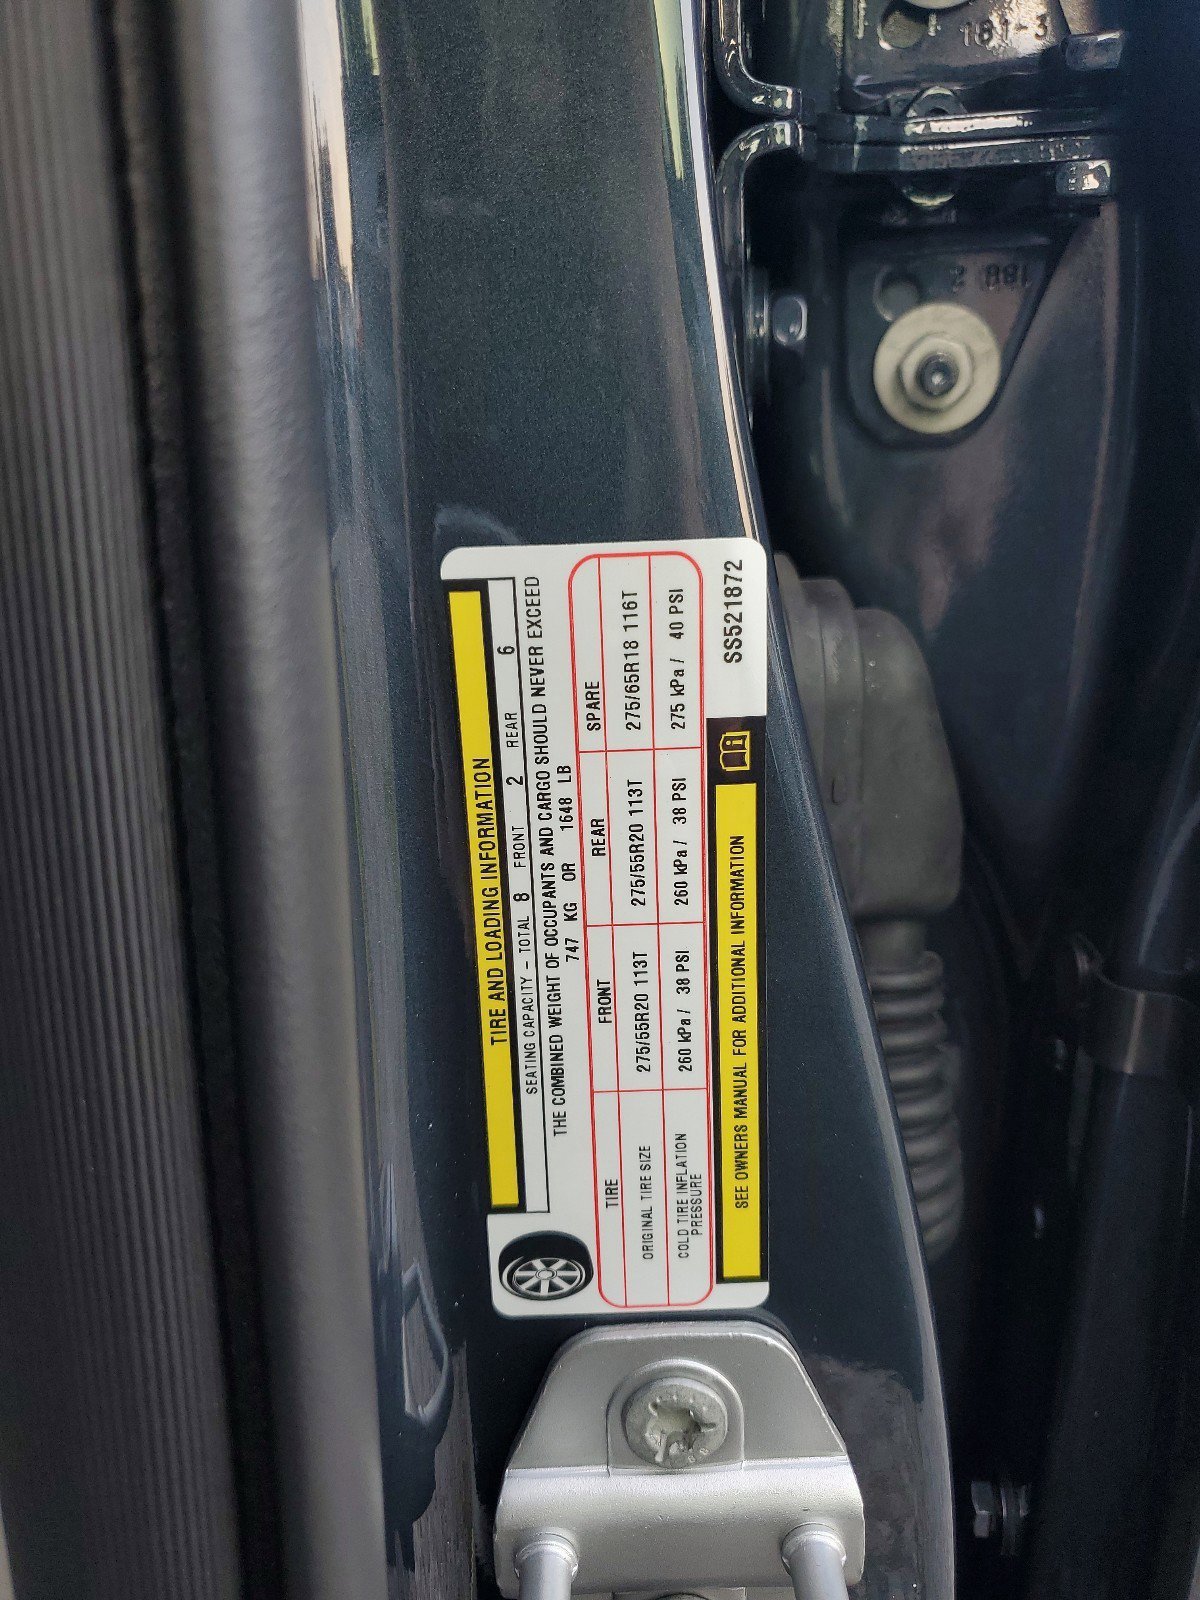 TIRE AND LOADING INFORMATION
SEATING CAPACITY - TOTAL 8 FRONT 2 REAR 6
THE COMBINED WEIGHT OF OCCUPANTS AND CARGO SHOULD NEVER EXCEED
747 KG OR 1648 LB
TIRE FRONT REAR SPARE
ORIGINAL TIRE SIZE 275/55R20 113T 275/55R20 113T 275/65R18 116T
COLD TIRE INFLATION PRESSURE 260 kPa / 38 PSI 260 kPa / 38 PSI 275 kPa / 40 PSI
SEE OWNERS MANUAL FOR ADDITIONAL INFORMATION
SS521872
181-3